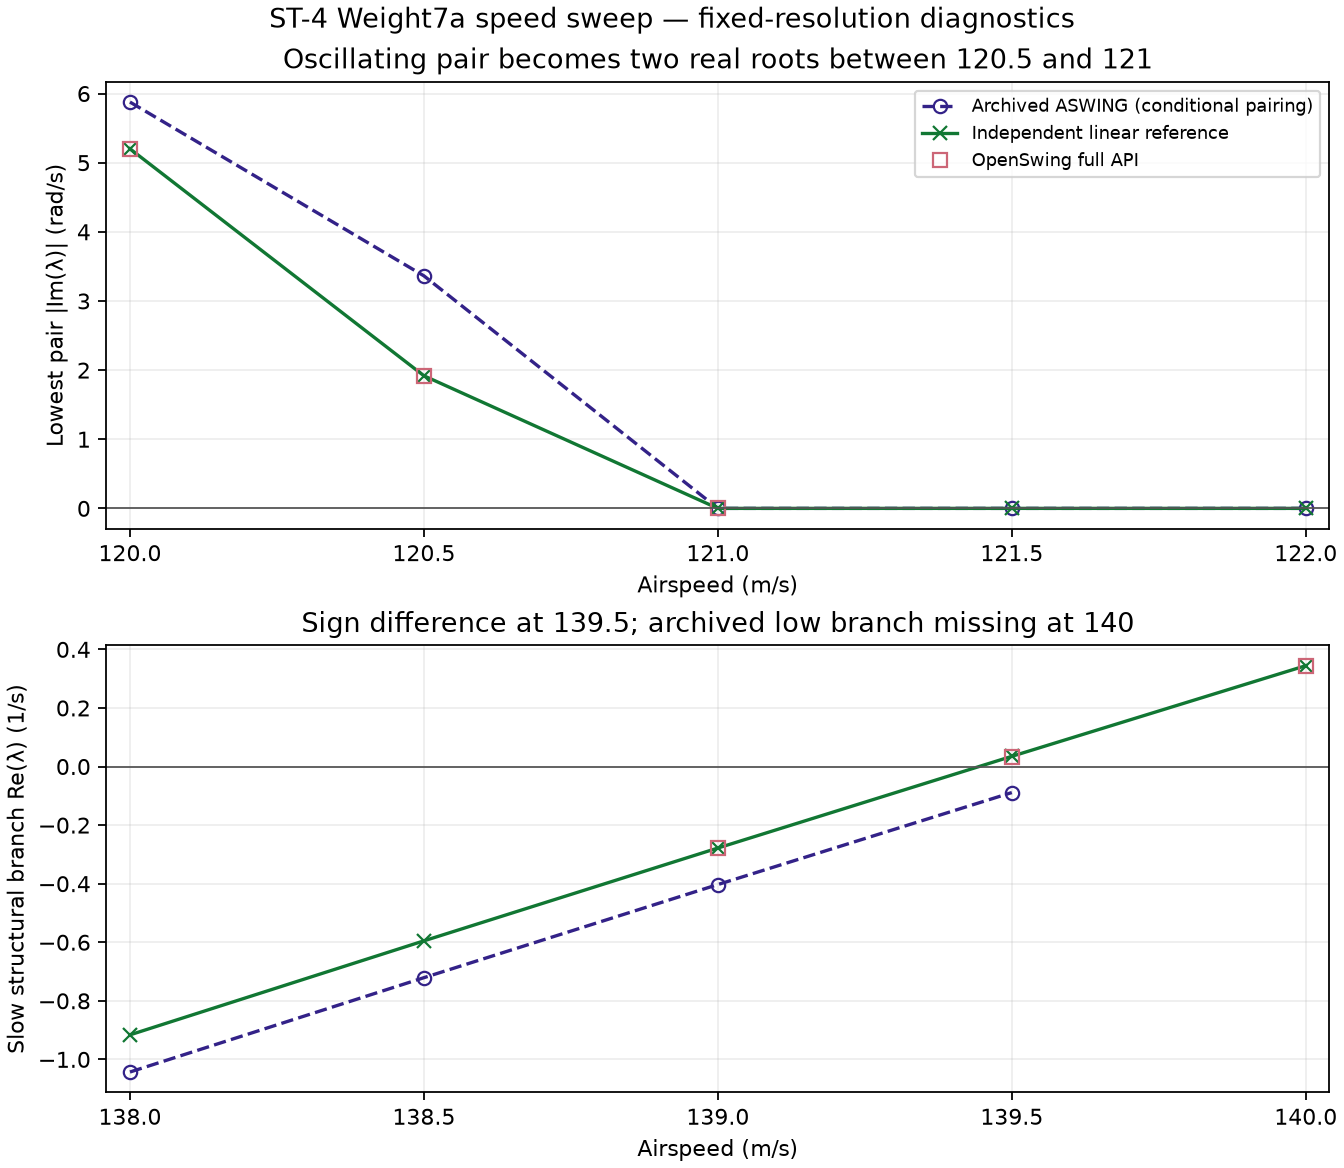 ST-4 Weight7a speed sweep — fixed-resolution diagnostics
Oscillating pair becomes two real roots between 120.5 and 121
Lowest pair |Im(λ)| (rad/s)
6
5
4
3
2
1
0
Archived ASWING (conditional pairing)
Independent linear reference
OpenSwing full API
120.0
120.5
121.0
121.5
122.0
Airspeed (m/s)
Sign difference at 139.5; archived low branch missing at 140
Slow structural branch Re(λ) (1/s)
0.4
0.2
0.0
−0.2
−0.4
−0.6
−0.8
−1.0
138.0
138.5
139.0
139.5
140.0
Airspeed (m/s)